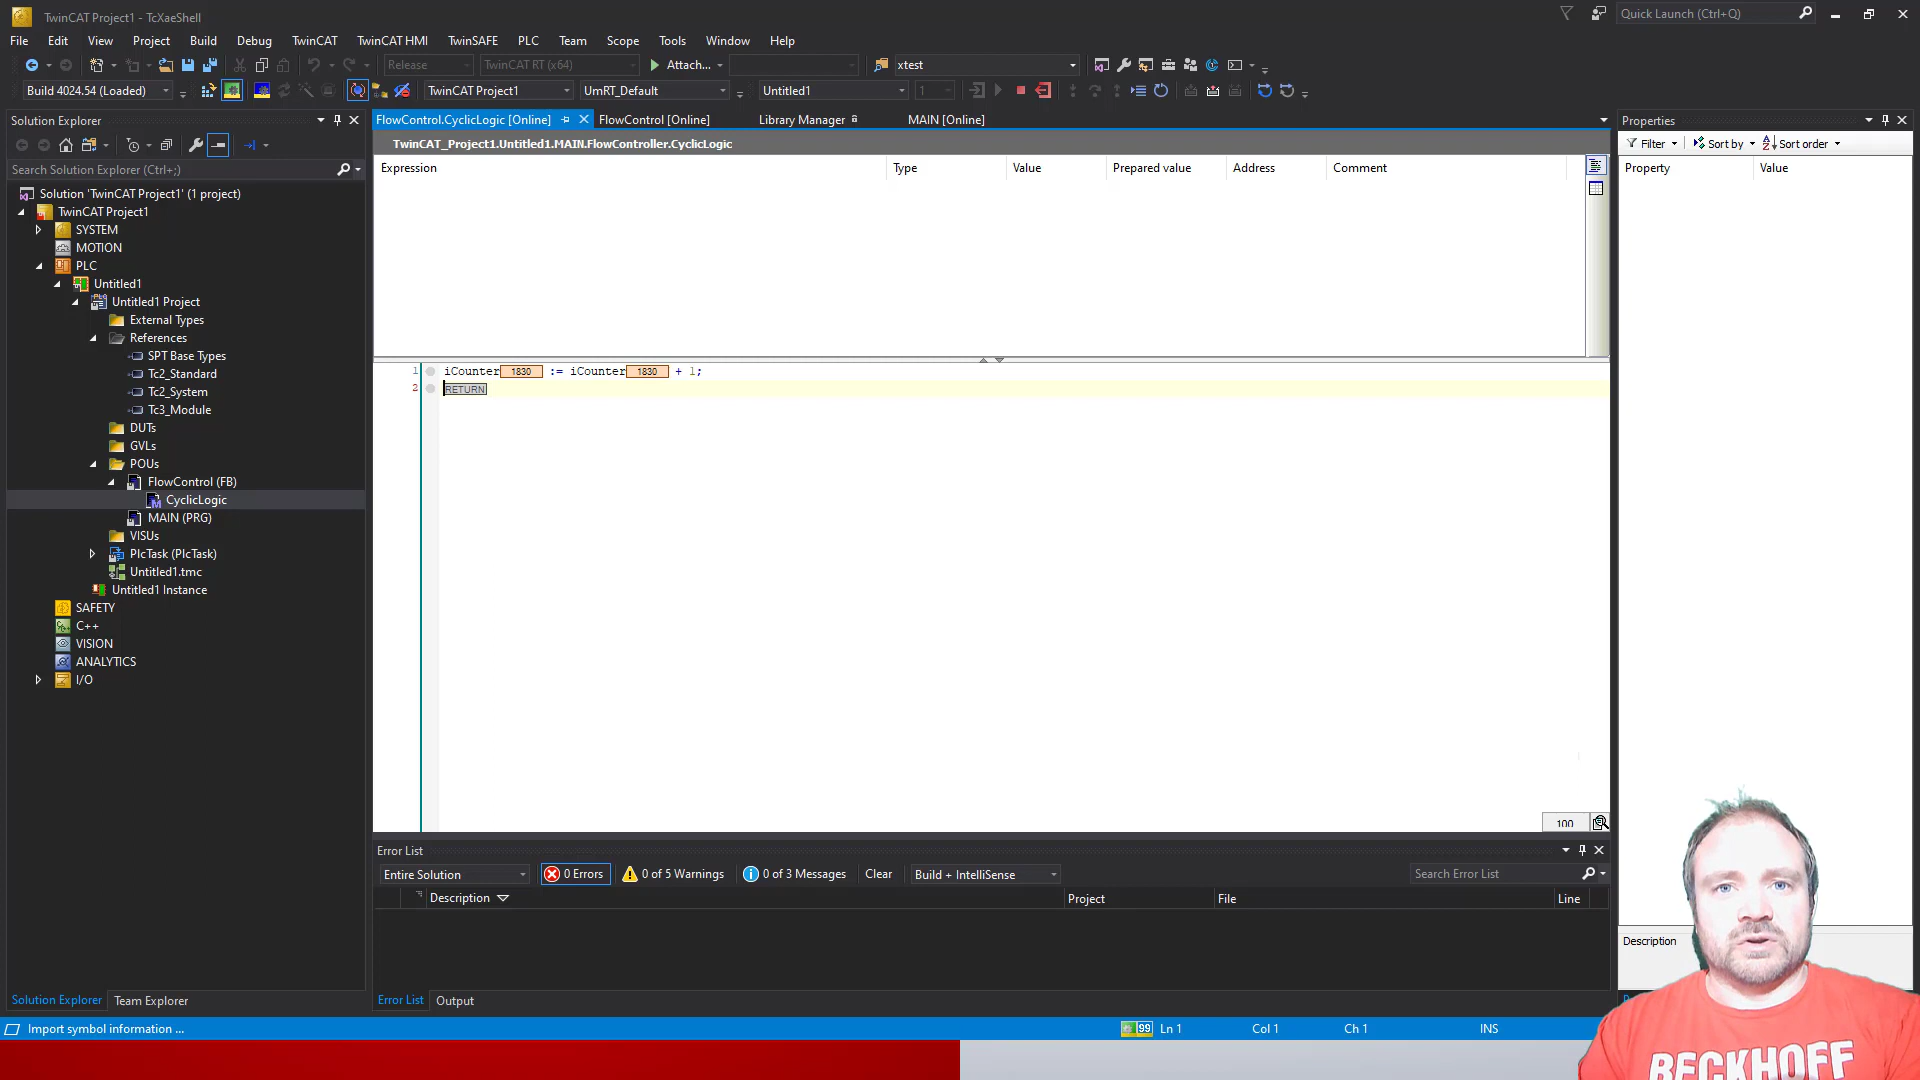 TwinCAT Project1 - TcXaeShell
Quick Launch (Ctrl+Q)
File Edit View Project Build Debug TwinCAT TwinCAT HMI TwinSAFE PLC Team Scope Tools Window Help
Release TwinCAT RT (x64) Attach... xtest
Build 4024.54 (Loaded) TwinCAT Project1 UmRT_Default Untitled1 1
Solution Explorer
Search Solution Explorer (Ctrl+;)
Solution 'TwinCAT Project1' (1 project)
TwinCAT Project1
SYSTEM
MOTION
PLC
Untitled1
Untitled1 Project
External Types
References
SPT Base Types
Tc2_Standard
Tc2_System
Tc3_Module
DUTs
GVLs
POUs
FlowControl (FB)
CyclicLogic
MAIN (PRG)
VISUs
PlcTask (PlcTask)
Untitled1.tmc
Untitled1 Instance
SAFETY
C++
VISION
ANALYTICS
I/O
Solution Explorer Team Explorer
FlowControl.CyclicLogic [Online] FlowControl [Online] Library Manager MAIN [Online]
TwinCAT_Project1.Untitled1.MAIN.FlowController.CyclicLogic
Expression Type Value Prepared value Address Comment
1 iCounter 1830 := iCounter 1830 + 1;
2 RETURN
100
Error List
Entire Solution 0 Errors 0 of 5 Warnings 0 of 3 Messages Clear Build + IntelliSense Search Error List
Description Project File Line
Error List Output
Properties
Filter Sort by Sort order
Property Value
Description
Import symbol information ... 99 Ln 1 Col 1 Ch 1 INS
BECKHOFF